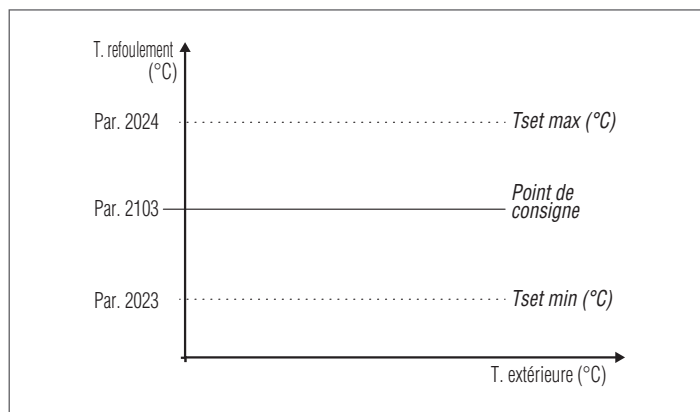 T. refoulement
(°C)
Par. 2024
Tset max (°C)
Par. 2103
Point de
consigne
Par. 2023
Tset min (°C)
T. extérieure (°C)